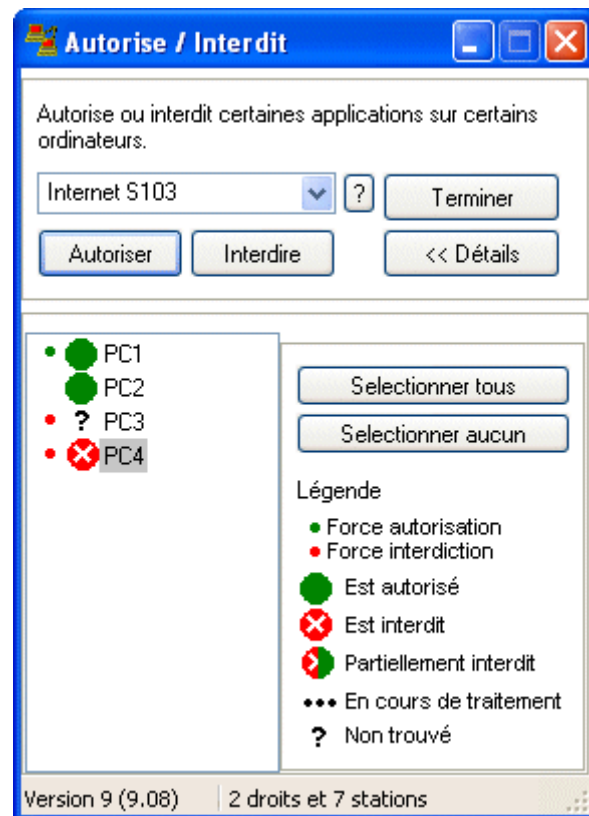 Autorise / Interdit
Autorise ou interdit certaines applications sur certains
ordinateurs.
Internet S103
?
Terminer
Autoriser
Interdire
<< Détails
PC1
PC2
? PC3
PC4
Selectionner tous
Selectionner aucun
Légende
Force autorisation
Force interdiction
Est autorisé
Est interdit
Partiellement interdit
••• En cours de traitement
? Non trouvé
Version 9 (9.08)
2 droits et 7 stations